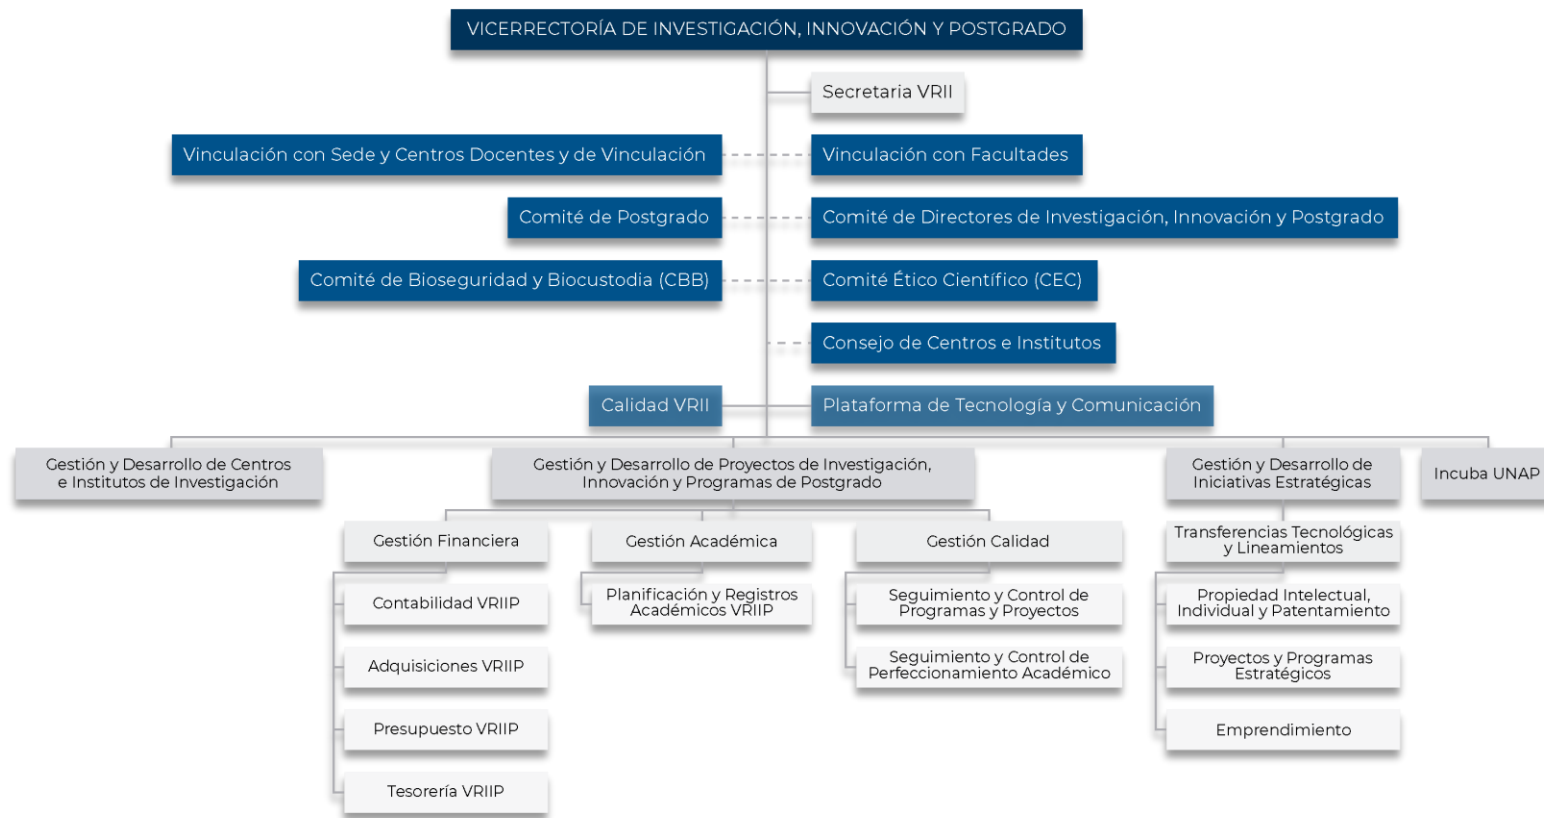 VICERRECTORÍA DE INVESTIGACIÓN, INNOVACIÓN Y POSTGRADO
Secretaria VRII
Vinculación con Sede y Centros Docentes y de Vinculación
Vinculación con Facultades
Comité de Postgrado
Comité de Directores de Investigación, Innovación y Postgrado
Comité de Bioseguridad y Biocustodia (CBB)
Comité Ético Científico (CEC)
Consejo de Centros e Institutos
Calidad VRII
Plataforma de Tecnología y Comunicación
Gestión y Desarrollo de Centros
e Institutos de Investigación
Gestión y Desarrollo de Proyectos de Investigación,
Innovación y Programas de Postgrado
Gestión y Desarrollo de
Iniciativas Estratégicas
Incuba UNAP
Gestión Financiera
Contabilidad VRIIP
Adquisiciones VRIIP
Presupuesto VRIIP
Tesorería VRIIP
Gestión Académica
Planificación y Registros
Académicos VRIIP
Gestión Calidad
Seguimiento y Control de
Programas y Proyectos
Seguimiento y Control de
Perfeccionamiento Académico
Transferencias Tecnológicas
y Lineamientos
Propiedad Intelectual,
Individual y Patentamiento
Proyectos y Programas
Estratégicos
Emprendimiento